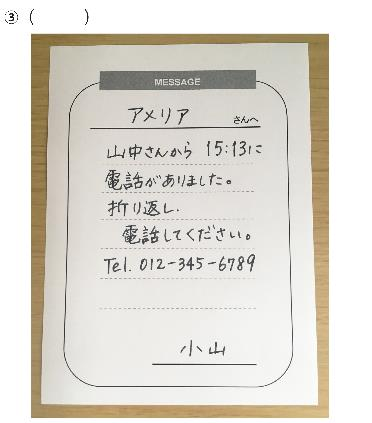 ③ (　　　)
MESSAGE
アメリア さんへ
山中さんから 15:13に
電話がありました。
折り返し、
電話してください。
Tel. 012-345-6789
小山